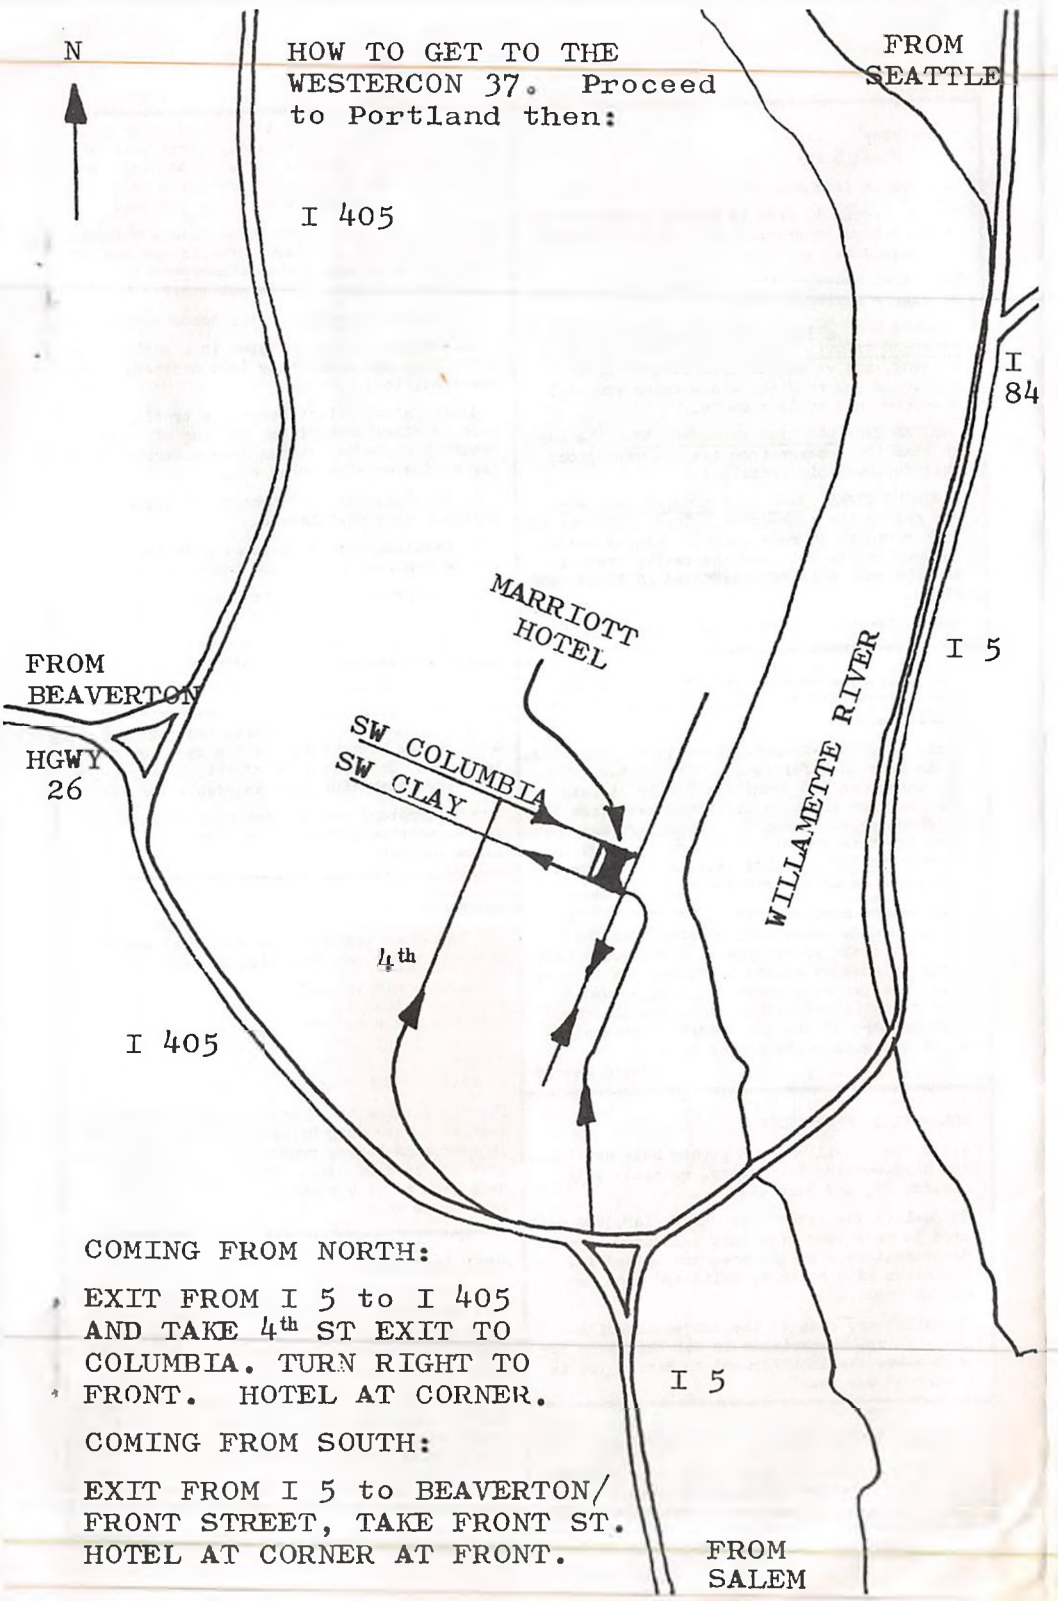 N
HOW TO GET TO THE
WESTERCON 37. Proceed
to Portland then:
FROM
SEATTLE
I 405
I
84
MARRIOTT
HOTEL
I 5
WILLAMETTE RIVER
FROM
BEAVERTON
HGWY
26
SW COLUMBIA
SW CLAY
4th
I 405
COMING FROM NORTH:
EXIT FROM I 5 to I 405
AND TAKE 4th ST EXIT TO
COLUMBIA. TURN RIGHT TO
FRONT. HOTEL AT CORNER.
COMING FROM SOUTH:
EXIT FROM I 5 to BEAVERTON/
FRONT STREET, TAKE FRONT ST.
HOTEL AT CORNER AT FRONT.
I 5
FROM
SALEM